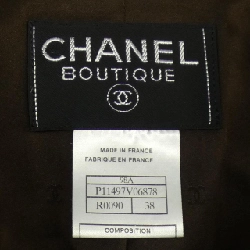 CHANEL
BOUTIQUE
MADE IN FRANCE
FABRIQUE EN FRANCE
98A
P11497V06878
R0090 38
COMPOSITION